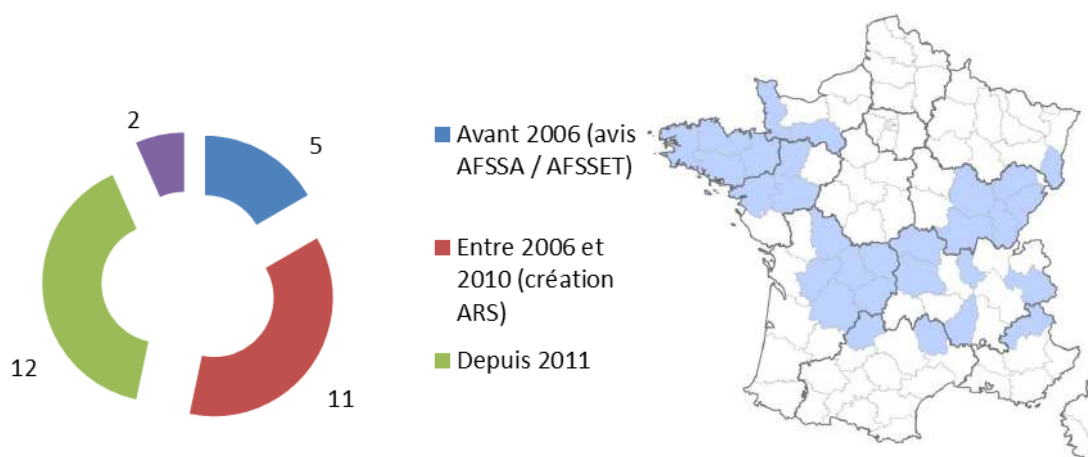 2
5
12
11
Avant 2006 (avis
AFSSA / AFSSET)
Entre 2006 et
2010 (création
ARS)
Depuis 2011